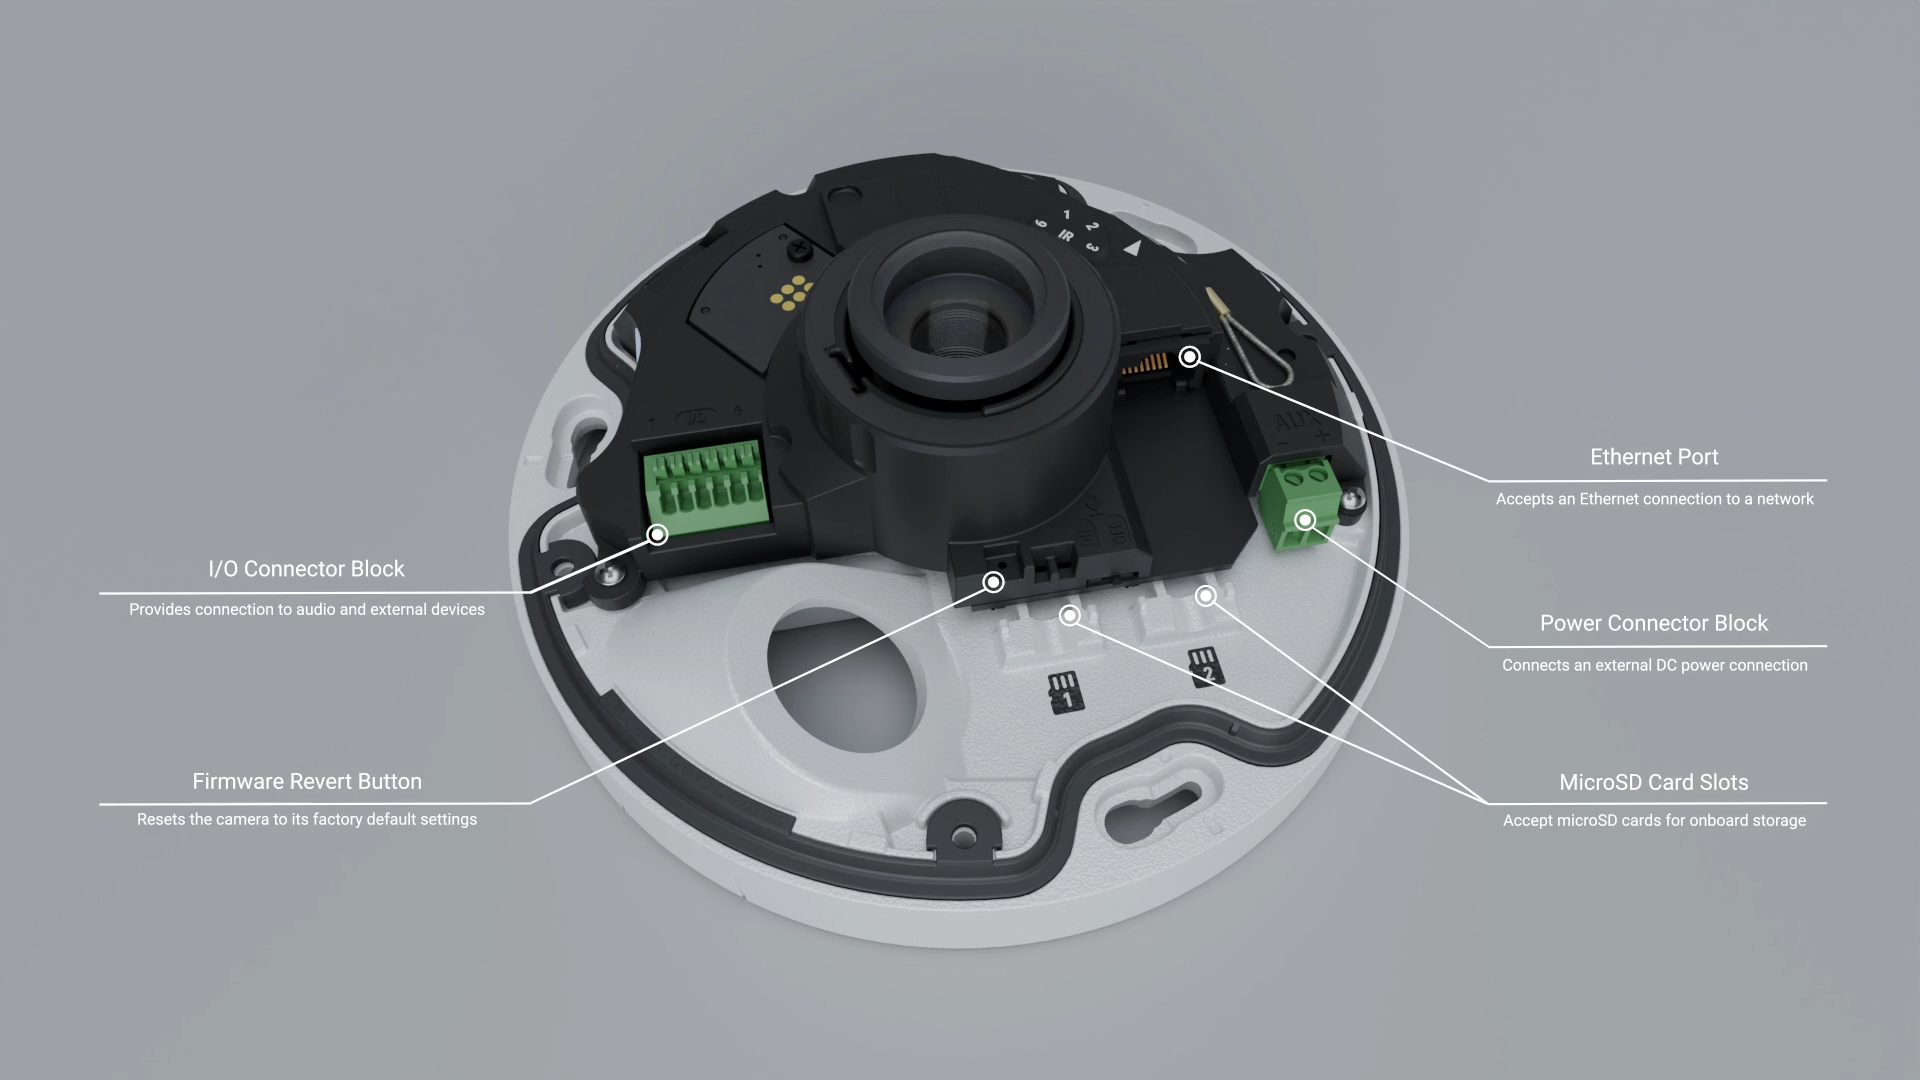 1
2
3
6
IR
1 I/O 6
AUX
- +
Ethernet Port
Accepts an Ethernet connection to a network
I/O Connector Block
Provides connection to audio and external devices
Power Connector Block
Connects an external DC power connection
1
2
Firmware Revert Button
Resets the camera to its factory default settings
MicroSD Card Slots
Accept microSD cards for onboard storage